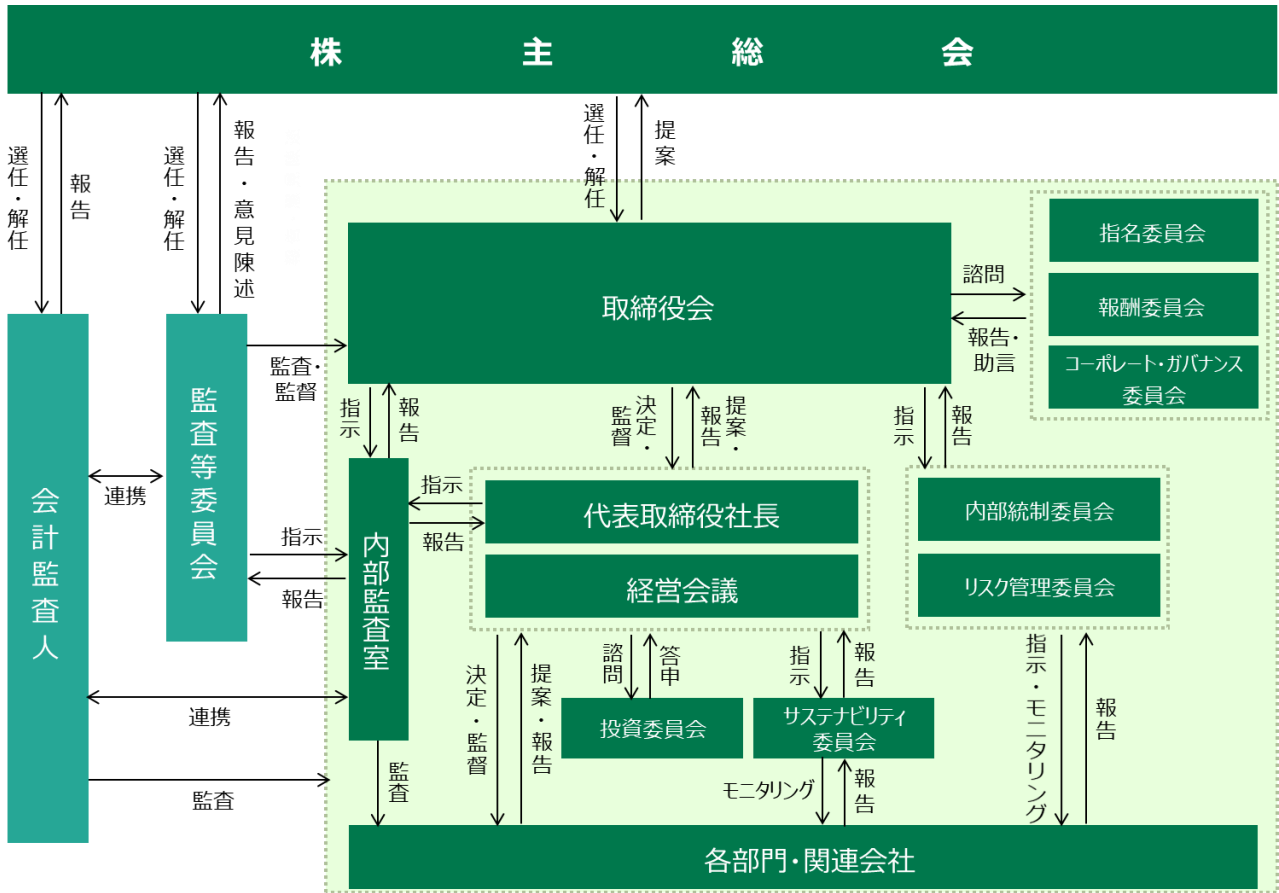 株主総会
選任・解任
報告
選任・解任
報告・意見陳述
選任・解任
提案
指名委員会
報酬委員会
コーポレート・ガバナンス
委員会
取締役会
諮問
報告・
助言
監査・
監督
指示
報告
決定・
監督
提案・
報告
指示
報告
会計監査人
監査等委員会
連携
指示
報告
内部監査室
指示
報告
代表取締役社長
経営会議
内部統制委員会
リスク管理委員会
連携
監査
監査
決定・監督
提案・報告
諮問
答申
指示
報告
投資委員会
サステナビリティ
委員会
モニタリング
報告
指示・モニタリング
報告
各部門・関連会社